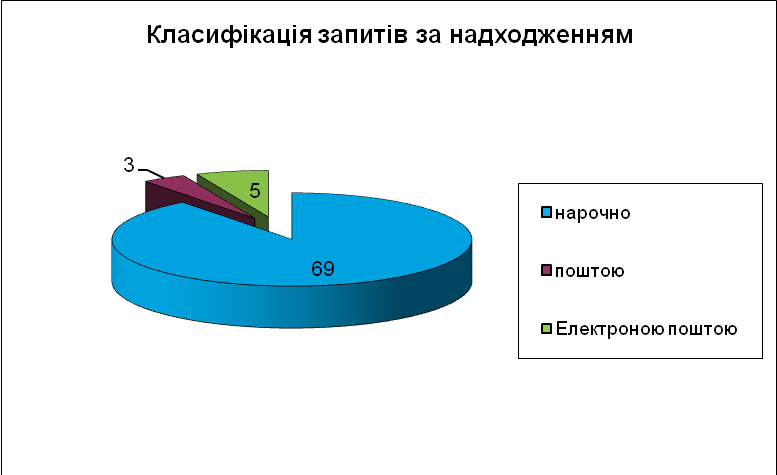 Класифікація запитів за надходженням
3
5
69
нарочно
поштою
Електроною поштою